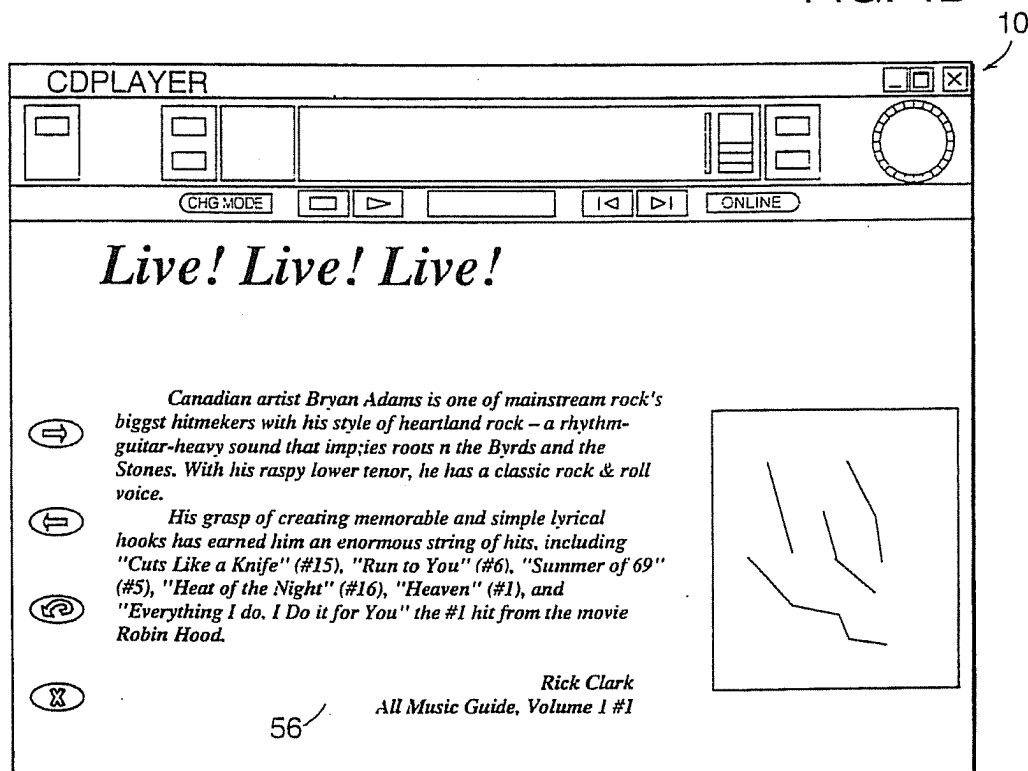 10
CDPLAYER
CHG MODE
ONLINE
Live! Live! Live!
Canadian artist Bryan Adams is one of mainstream rock's
biggst hitmekers with his style of heartland rock – a rhythm-
guitar-heavy sound that imp;ies roots n the Byrds and the
Stones. With his raspy lower tenor, he has a classic rock & roll
voice.
His grasp of creating memorable and simple lyrical
hooks has earned him an enormous string of hits, including
"Cuts Like a Knife" (#15), "Run to You" (#6), "Summer of 69"
(#5), "Heat of the Night" (#16), "Heaven" (#1), and
"Everything I do, I Do it for You" the #1 hit from the movie
Robin Hood.
X
Rick Clark
All Music Guide, Volume 1 #1
56